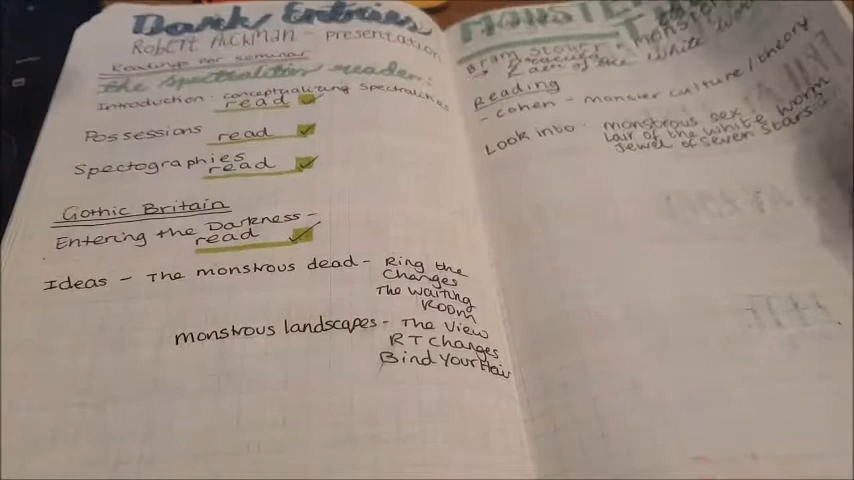 Dark Entries
Robert Aickman - presentation
Readings for seminar
the spectralities reader:
Introduction: conceptualizing spectralities
read
Possessions read
Spectographies
read
Gothic Britain
Entering the Darkness -
read
Ideas - The monstrous dead - Ring the
Changes
The Waiting
Room
monstrous landscapes - The View
RT Changes
Bind Your Hair
MONSTER
Bram Stoker - Dracula
Lair of the White Worm
Reading
- Cohen - monster culture/theory
Look into: monstrous sex
Lair of the white worm
Jewel of seven stars